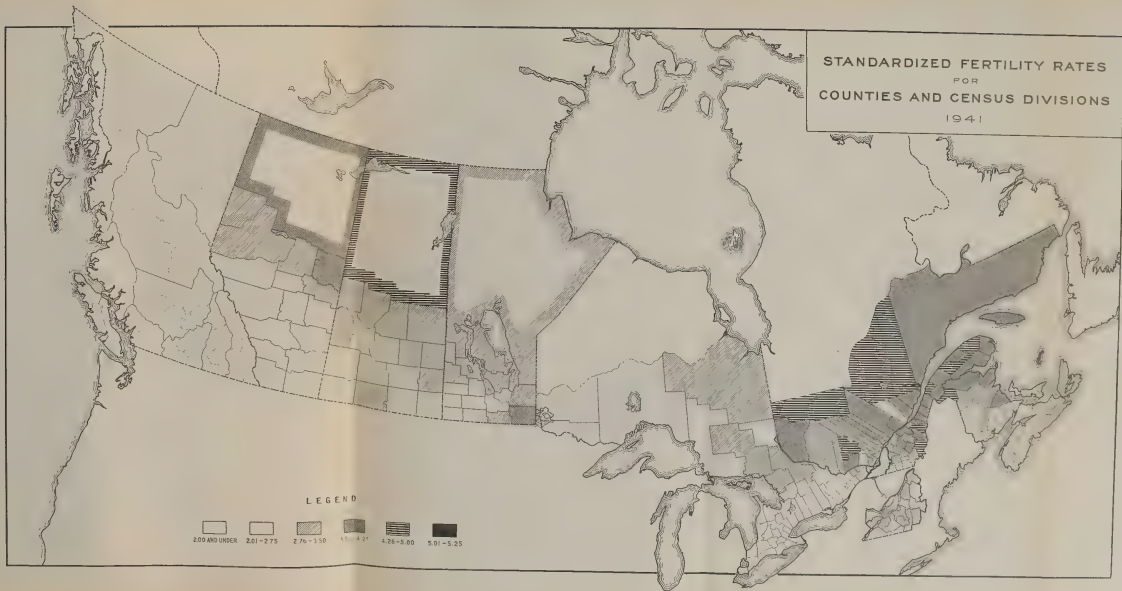 STANDARDIZED FERTILITY RATES
FOR
COUNTIES AND CENSUS DIVISIONS
1941
LEGEND
2.00 AND UNDER
2.01-2.75
2.76-3.50
4.26-5.00
5.01-5.25